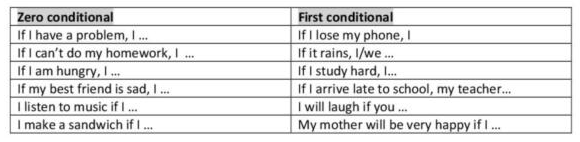 Zero conditional First conditional
If I have a problem, I ... If I lose my phone, I
If I can't do my homework, I ... If it rains, I/we ...
If I am hungry, I ... If I study hard, I...
If my best friend is sad, I ... If I arrive late to school, my teacher...
I listen to music if I ... I will laugh if you ...
I make a sandwich if I ... My mother will be very happy if I ...